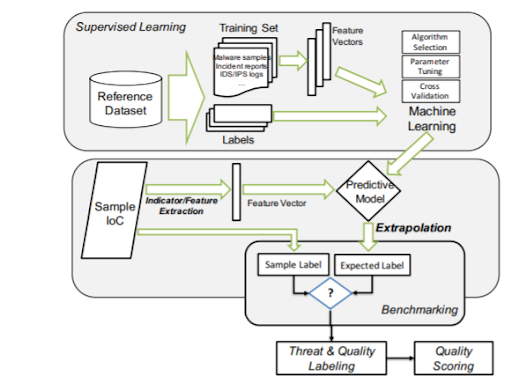 Supervised Learning
Training Set
Feature
Vectors
Malware samples
Incident reports
IDS/IPS logs
...
Algorithm
Selection
Parameter
Tuning
Cross
Validation
Reference
Dataset
Labels
Machine
Learning
Sample
IoC
Indicator/Feature
Extraction
Feature Vector
Predictive
Model
Extrapolation
Sample Label
Expected Label
?
Benchmarking
Threat & Quality
Labeling
Quality
Scoring